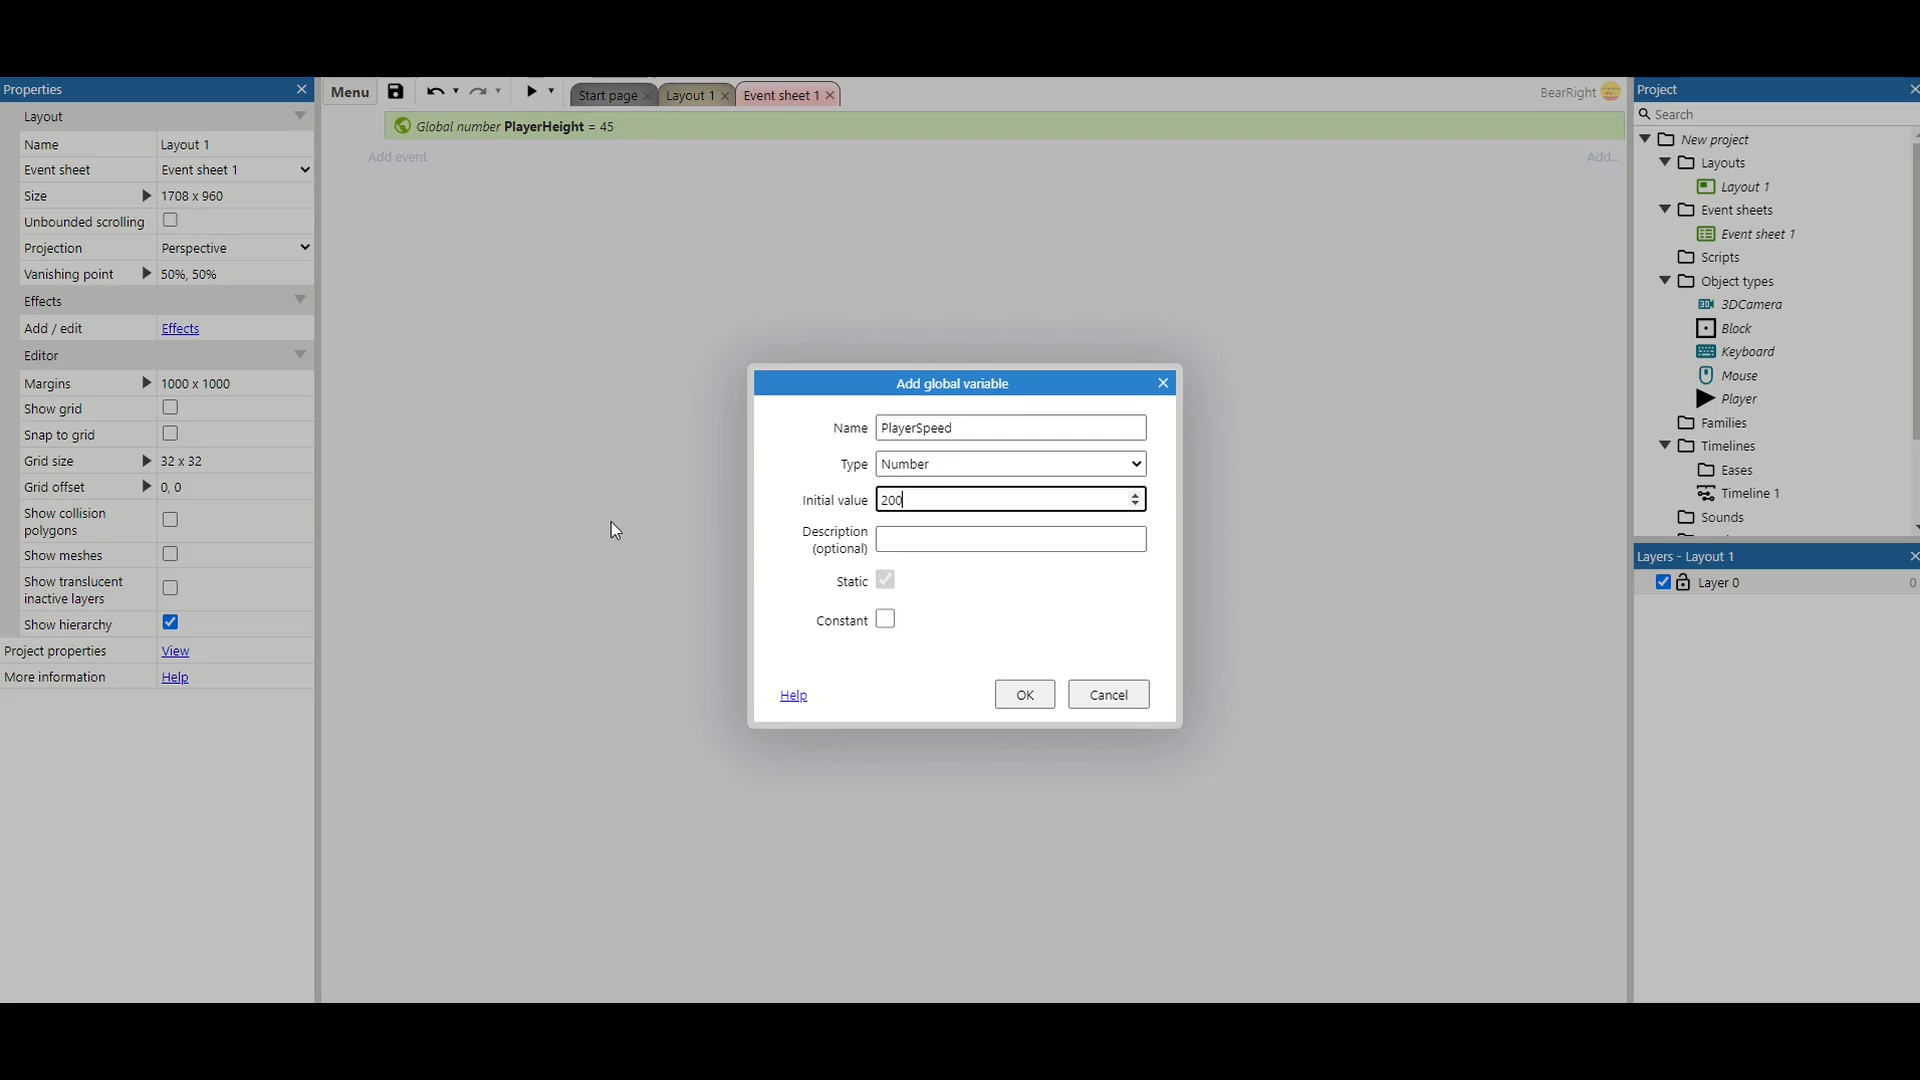 Properties
Layout
Name Layout 1
Event sheet Event sheet 1
Size 1708 x 960
Unbounded scrolling
Projection Perspective
Vanishing point 50%, 50%
Effects
Add / edit Effects
Editor
Margins 1000 x 1000
Show grid
Snap to grid
Grid size 32 x 32
Grid offset 0, 0
Show collision
polygons
Show meshes
Show translucent
inactive layers
Show hierarchy
Project properties View
More information Help
Menu Start page Layout 1 Event sheet 1 BearRight
Global number PlayerHeight = 45
Add event Add...
Add global variable
Name PlayerSpeed
Type Number
Initial value 200
Description
(optional)
Static
Constant
Help OK Cancel
Project
Search
New project
Layouts
Layout 1
Event sheets
Event sheet 1
Scripts
Object types
3DCamera
Block
Keyboard
Mouse
Player
Families
Timelines
Eases
Timeline 1
Sounds
Layers - Layout 1
Layer 0 0